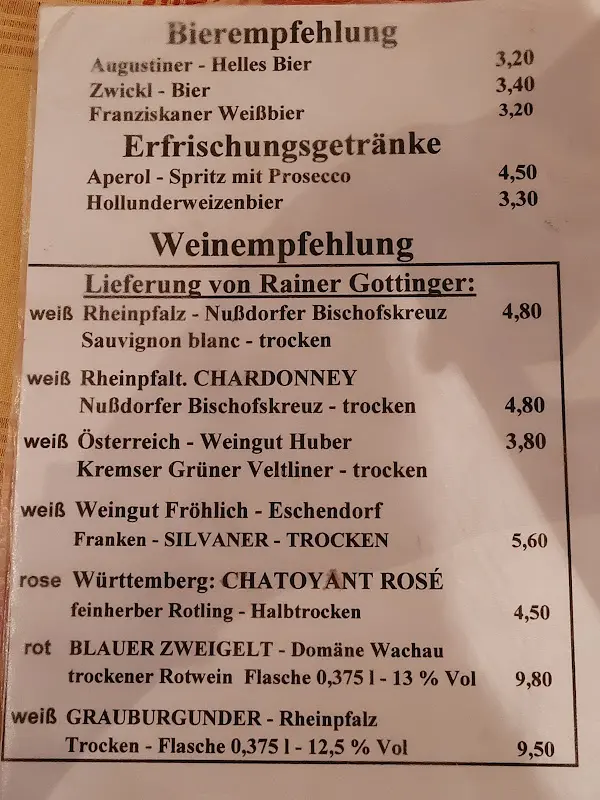 Bierempfehlung
Augustiner - Helles Bier 3,20
Zwickl - Bier 3,40
Franziskaner Weißbier 3,20
Erfrischungsgetränke
Aperol - Spritz mit Prosecco 4,50
Hollunderweizenbier 3,30
Weinempfehlung
Lieferung von Rainer Gottinger:
weiß Rheinpfalz - Nußdorfer Bischofskreuz 4,80
Sauvignon blanc - trocken
weiß Rheinpfalt. CHARDONNEY
Nußdorfer Bischofskreuz - trocken 4,80
weiß Österreich - Weingut Huber 3,80
Kremser Grüner Veltliner - trocken
weiß Weingut Fröhlich - Eschendorf
Franken - SILVANER - TROCKEN 5,60
rose Württemberg: CHATOYANT ROSÉ
feinherber Rotling - Halbtrocken 4,50
rot BLAUER ZWEIGELT - Domäne Wachau
trockener Rotwein Flasche 0,375 l - 13 % Vol 9,80
weiß GRAUBURGUNDER - Rheinpfalz
Trocken - Flasche 0,375 l - 12,5 % Vol 9,50